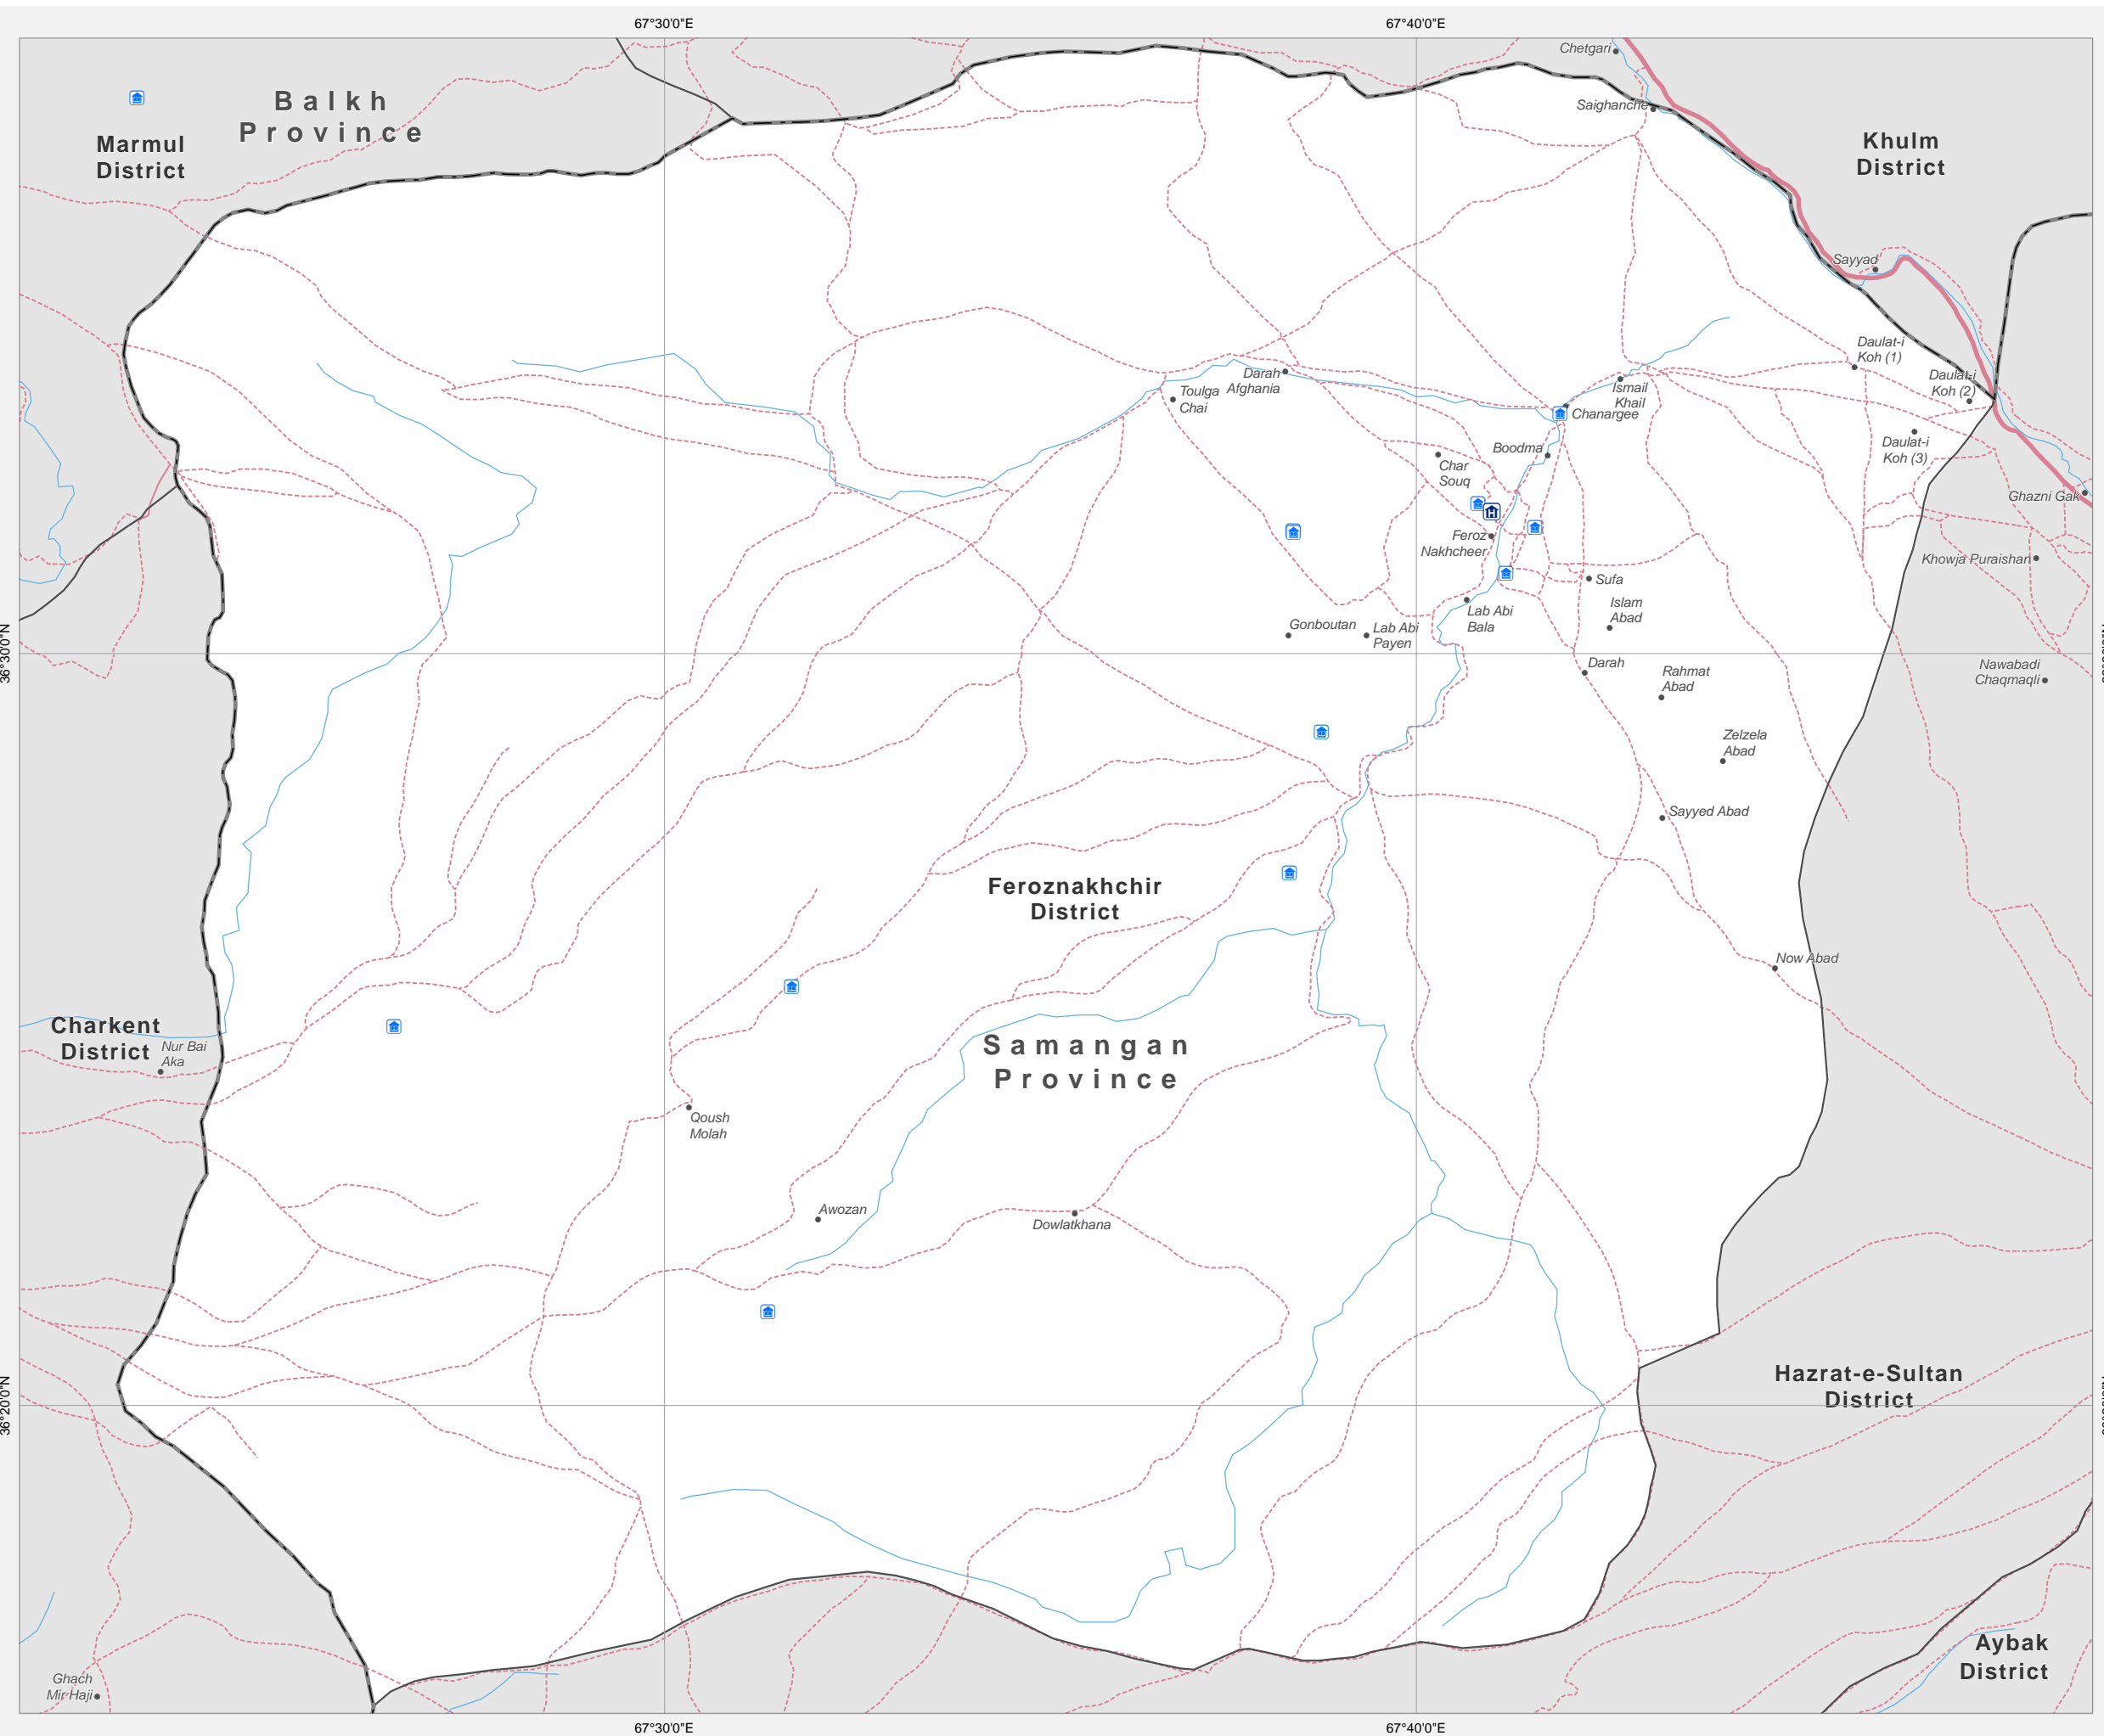 67°30'0"E
67°40'0"E
Chetgari
Balkh
Province
Saighanche
Marmul
District
Khulm
District
Sayyad
Daulat-i
Koh (1)
Darah
Afghania
Daulat-i
Koh (2)
Toulga
Chai
Ismail
Khail
Chanargee
Boodma
Daulat-i
Koh (3)
Char
Souq
Ghazni Gak
H
Feroz
Nakhcheer
Khowja Puraishan
Sufa
Islam
Abad
Lab Abi
Bala
Gonboutan
Lab Abi
Payen
36°30'0"N
Darah
Rahmat
Abad
Nawabadi
Chaqmaqli
Zelzela
Abad
Sayyed Abad
Feroznakhchir
District
Now Abad
Charkent
District
Nur Bai
Aka
Samangan
Province
Qoush
Molah
Awozan
Dowlatkhana
Hazrat-e-Sultan
District
36°20'0"N
Aybak
District
Ghach
Mir Haji
67°30'0"E
67°40'0"E